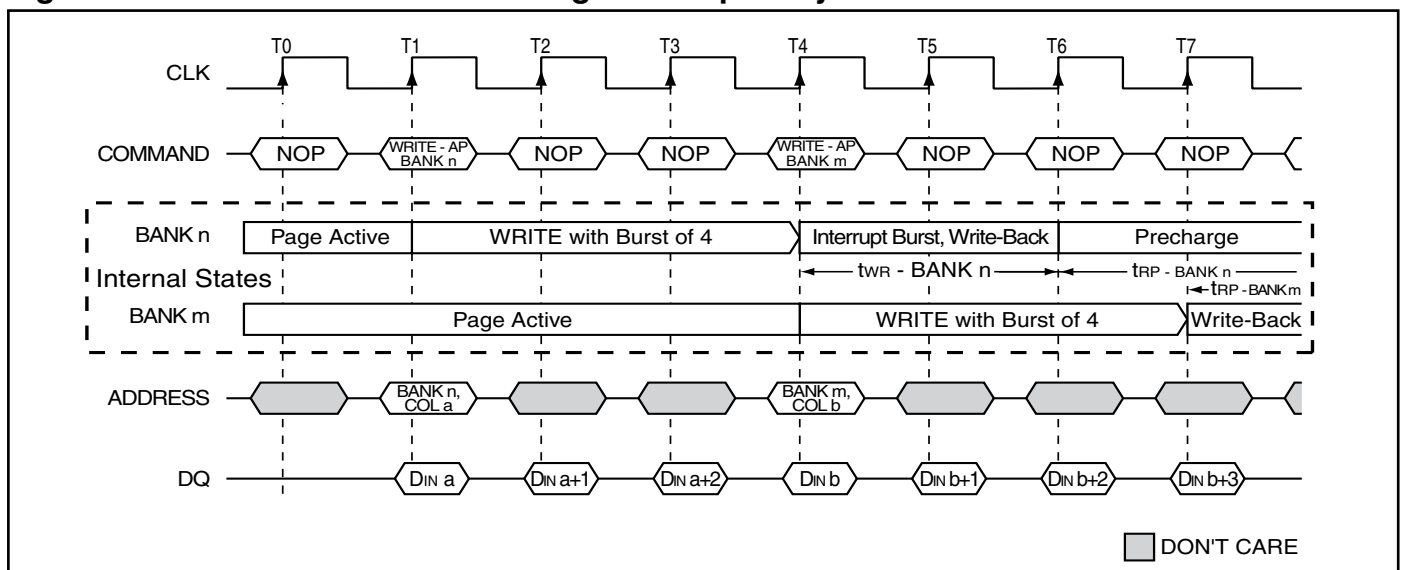 T0 T1 T2 T3 T4 T5 T6 T7
CLK
COMMAND NOP WRITE - AP BANK n NOP NOP WRITE - AP BANK m NOP NOP NOP
BANK n Page Active WRITE with Burst of 4 Interrupt Burst, Write-Back Precharge
tWR - BANK n tRP - BANK n
Internal States
tRP - BANK m
BANK m Page Active WRITE with Burst of 4 Write-Back
ADDRESS BANK n, COL a BANK m, COL b
DQ DIN a DIN a+1 DIN a+2 DIN b DIN b+1 DIN b+2 DIN b+3
DON'T CARE